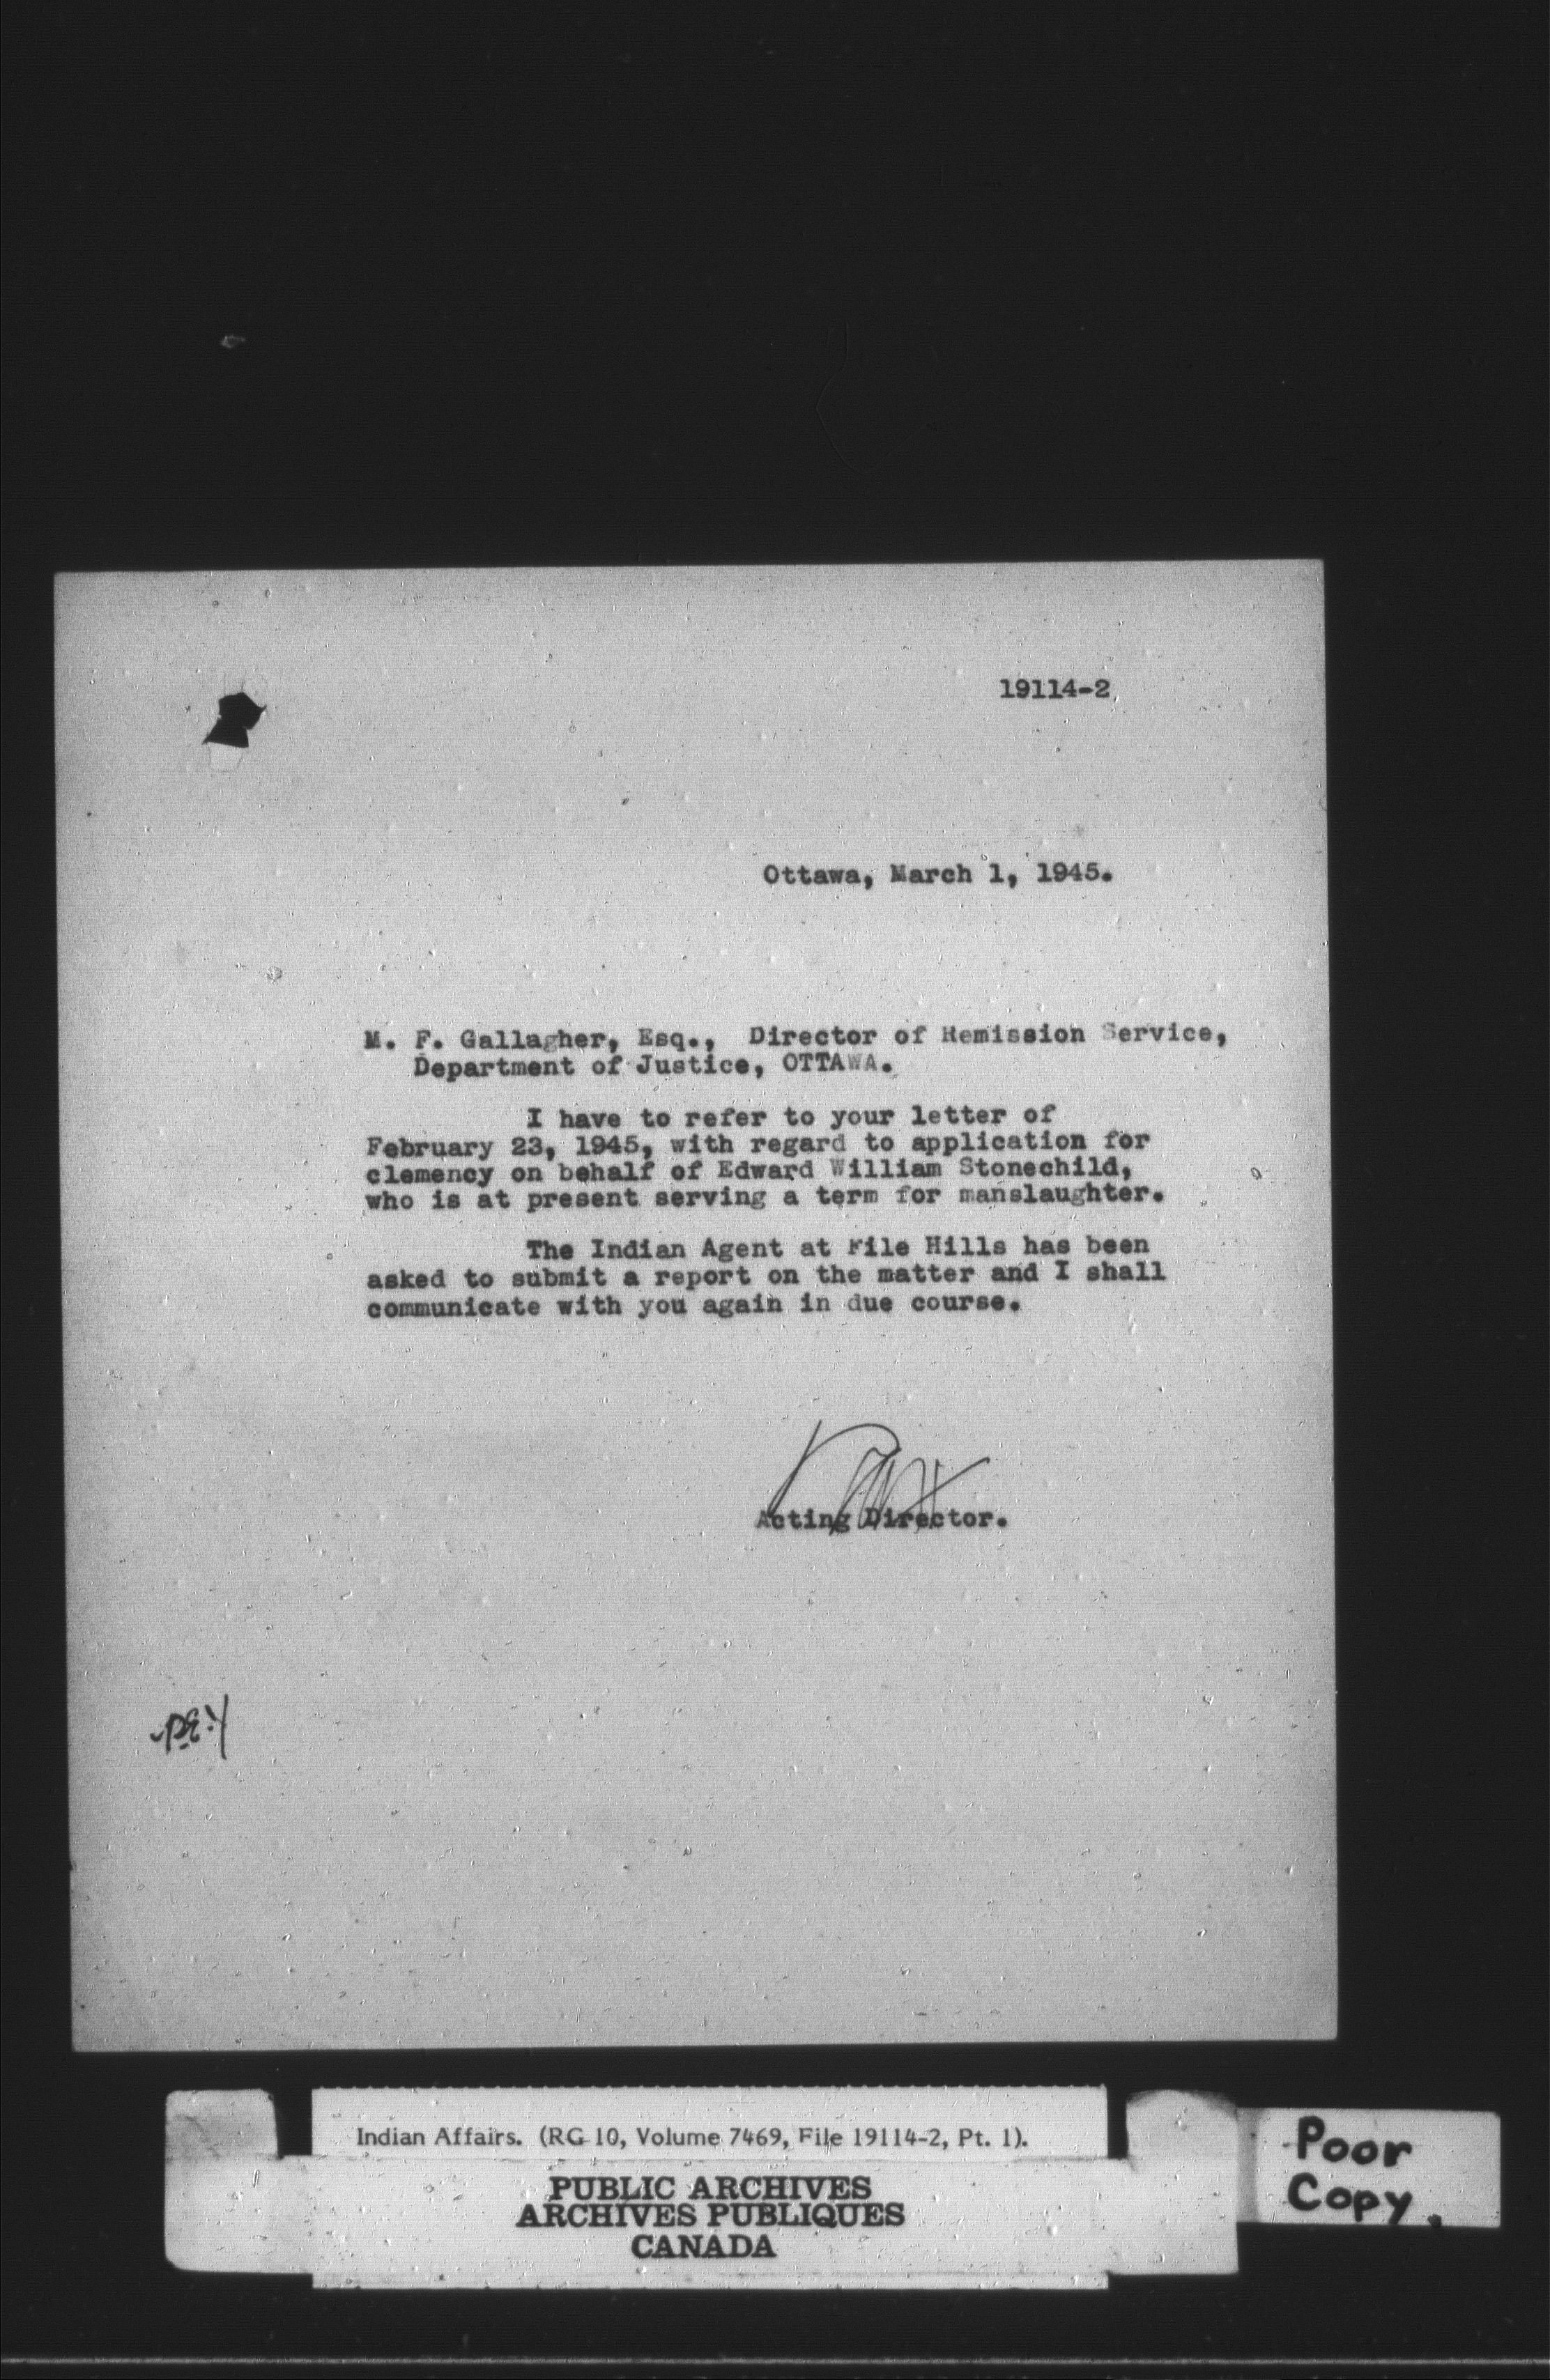 19114-2
Ottawa, March 1, 1945.
M. F. Gallagher, Esq., Director of Remission Service,
Department of Justice, OTTAWA.
I have to refer to your letter of
February 23, 1945, with regard to application for
clemency on behalf of Edward William Stonechild,
who is at present serving a term for manslaughter.
The Indian Agent at File Hills has been
asked to submit a report on the matter and I shall
communicate with you again in due course.
Acting Director.
Indian Affairs. (RG 10, Volume 7469, File 19114-2, Pt. 1).
PUBLIC ARCHIVES
ARCHIVES PUBLIQUES
CANADA
Poor
Copy.